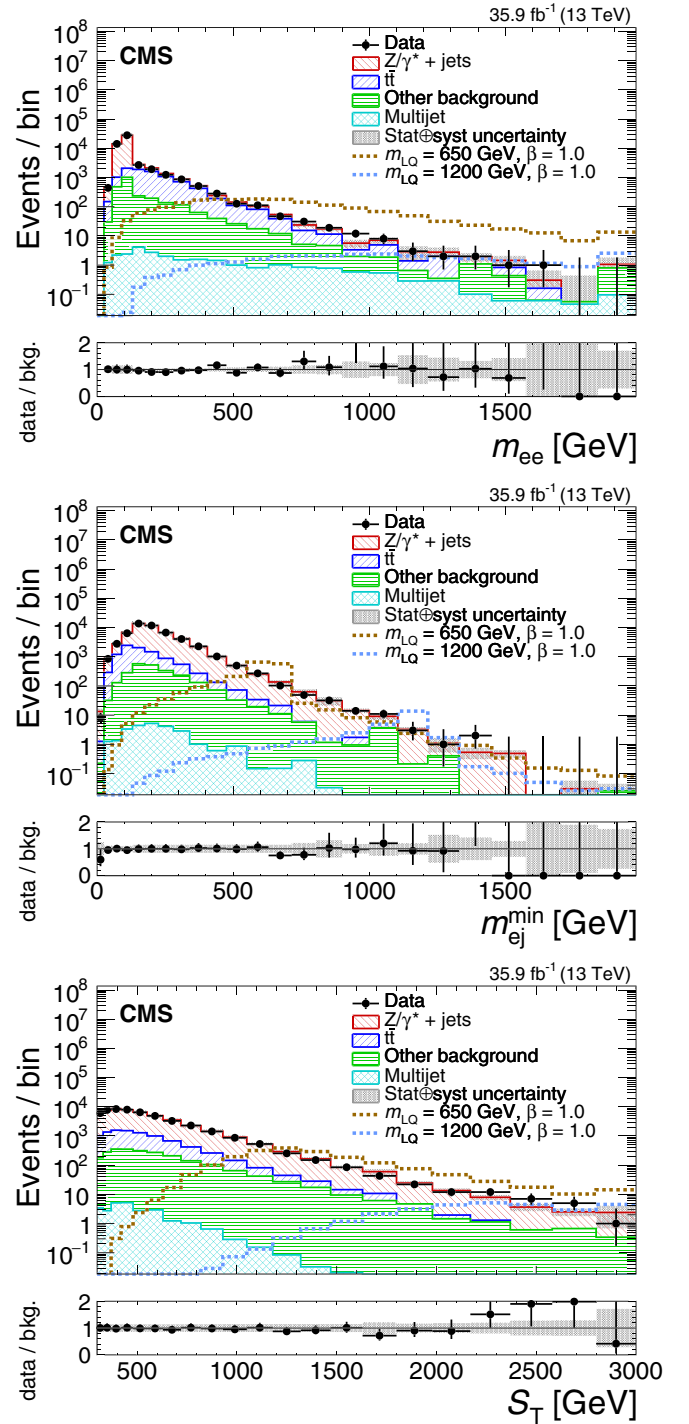 35.9 fb⁻¹ (13 TeV)
CMS
Data
Z/γ* + jets
tt̄
Other background
Multijet
Stat⊕syst uncertainty
m_LQ = 650 GeV, β = 1.0
m_LQ = 1200 GeV, β = 1.0
Events / bin
10⁸
10⁷
10⁶
10⁵
10⁴
10³
10²
10
1
10⁻¹
data / bkg.
2
1
0
0 500 1000 1500
m_ee [GeV]
35.9 fb⁻¹ (13 TeV)
CMS
Data
Z/γ* + jets
tt̄
Other background
Multijet
Stat⊕syst uncertainty
m_LQ = 650 GeV, β = 1.0
m_LQ = 1200 GeV, β = 1.0
Events / bin
10⁸
10⁷
10⁶
10⁵
10⁴
10³
10²
10
1
10⁻¹
data / bkg.
2
1
0
0 500 1000 1500
m_ej^min [GeV]
35.9 fb⁻¹ (13 TeV)
CMS
Data
Z/γ* + jets
tt̄
Other background
Multijet
Stat⊕syst uncertainty
m_LQ = 650 GeV, β = 1.0
m_LQ = 1200 GeV, β = 1.0
Events / bin
10⁸
10⁷
10⁶
10⁵
10⁴
10³
10²
10
1
10⁻¹
data / bkg.
2
1
0
500 1000 1500 2000 2500 3000
S_T [GeV]